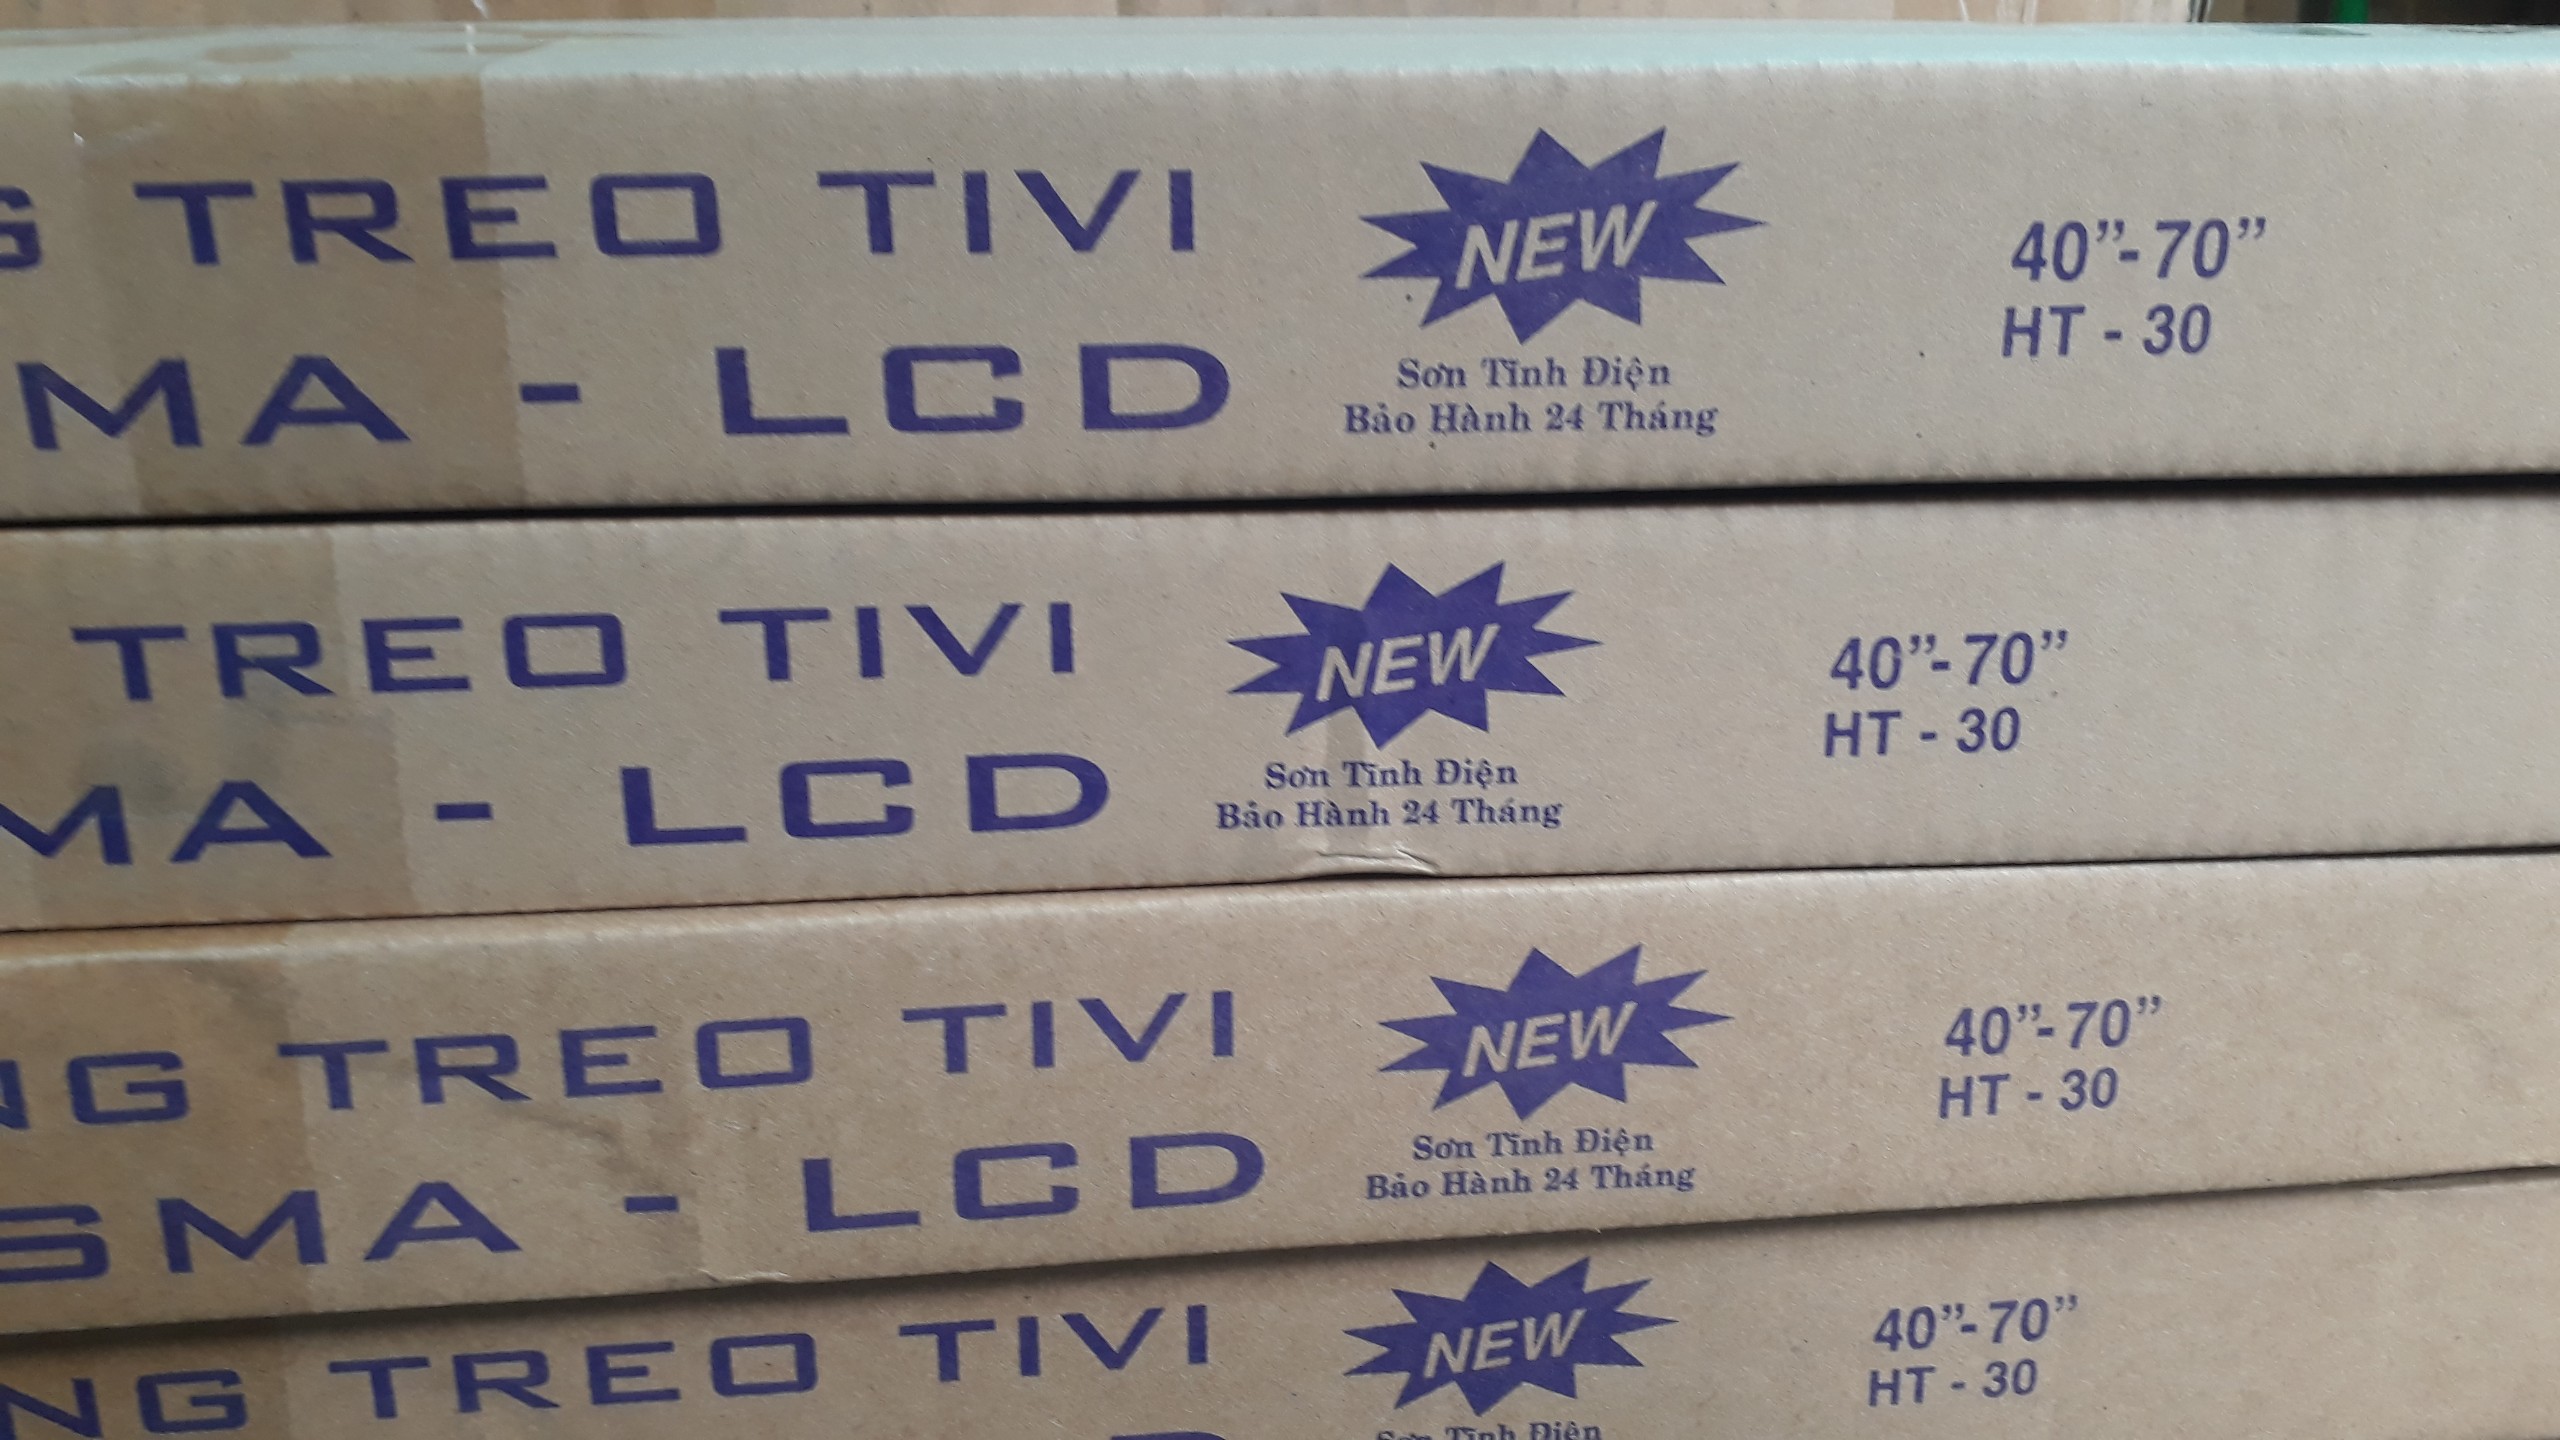 G TREO TIVI
MA - LCD
NEW
Sơn Tĩnh Điện
Bảo Hành 24 Tháng
40”-70”
HT - 30
TREO TIVI
MA - LCD
NEW
Sơn Tĩnh Điện
Bảo Hành 24 Tháng
40”-70”
HT - 30
NG TREO TIVI
SMA - LCD
NEW
Sơn Tĩnh Điện
Bảo Hành 24 Tháng
40”-70”
HT - 30
NG TREO TIVI
NEW
Sơn Tĩnh Điện
40”-70”
HT - 30